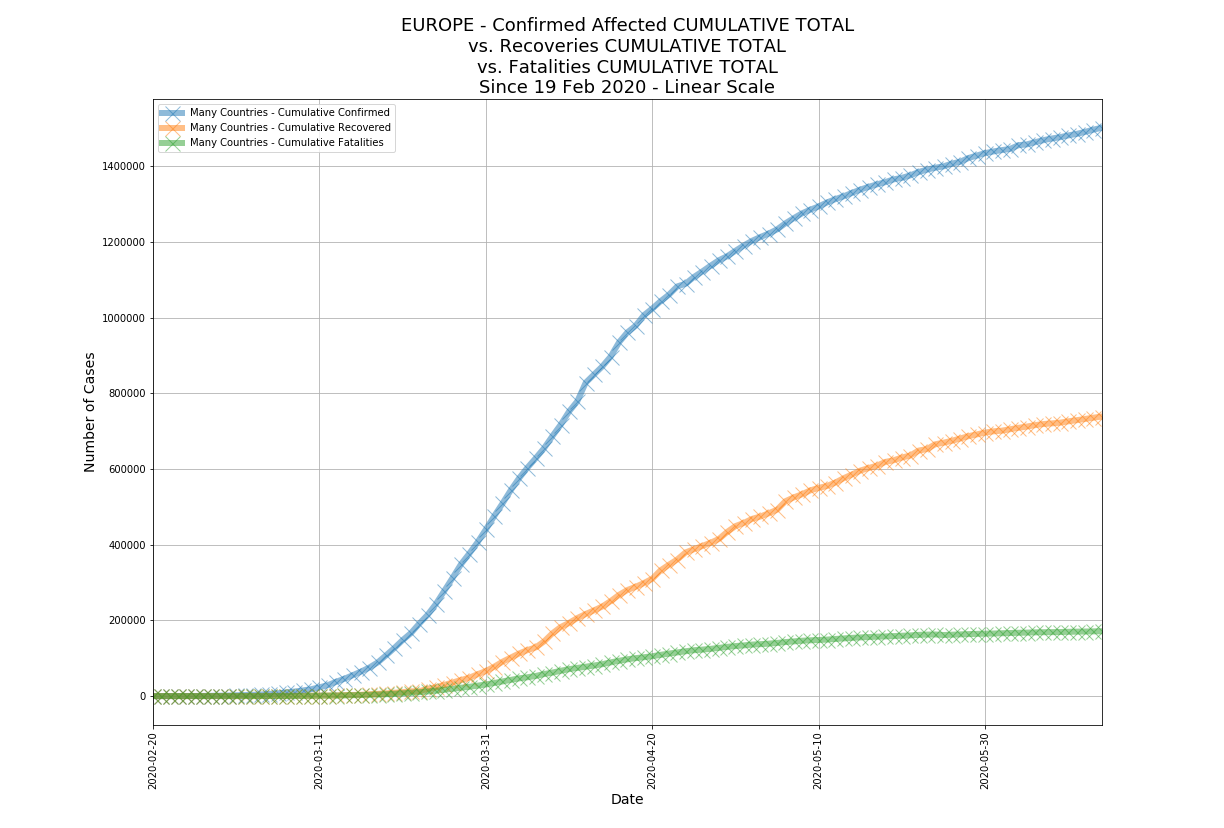 EUROPE - Confirmed Affected CUMULATIVE TOTAL
vs. Recoveries CUMULATIVE TOTAL
vs. Fatalities CUMULATIVE TOTAL
Since 19 Feb 2020 - Linear Scale
Many Countries - Cumulative Confirmed
Many Countries - Cumulative Recovered
Many Countries - Cumulative Fatalities
Number of Cases
1400000
1200000
1000000
800000
600000
400000
200000
0
2020-02-20
2020-03-11
2020-03-31
2020-04-20
2020-05-10
2020-05-30
Date